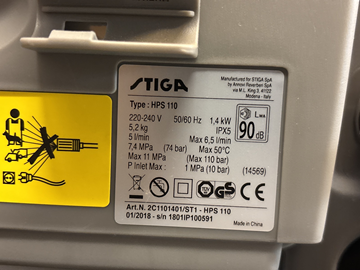 STIGA
Manufactured for STIGA SpA
by Annovi Reverberi SpA
via M. L. King 3, 41122
Modena - Italy
Type : HPS 110
220-240 V 50/60 Hz 1,4 kW
5,2 kg IPX5
5 l/min Max 6,5 l/min
7,4 MPa (74 bar) Max 50°C
Max 11 MPa (Max 110 bar)
P Inlet Max : 1 MPa (10 bar) (14569)
LWA
90 dB
CE
GS
Art.N. 2C1101401/ST1 - HPS 110
01/2018 - s/n 1801IP100591
Made in China